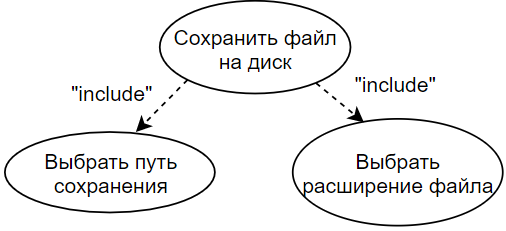 Сохранить файл
на диск
"include"
"include"
Выбрать путь
сохранения
Выбрать
расширение файла